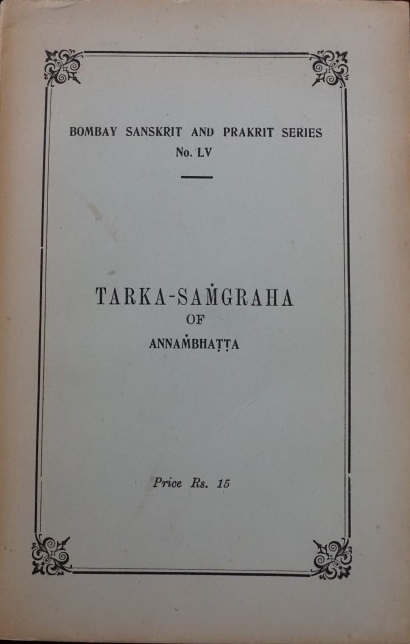 BOMBAY SANSKRIT AND PRAKRIT SERIES
No. LV
TARKA-SAṀGRAHA
OF
ANNAṀBHAṬṬA
Price Rs. 15